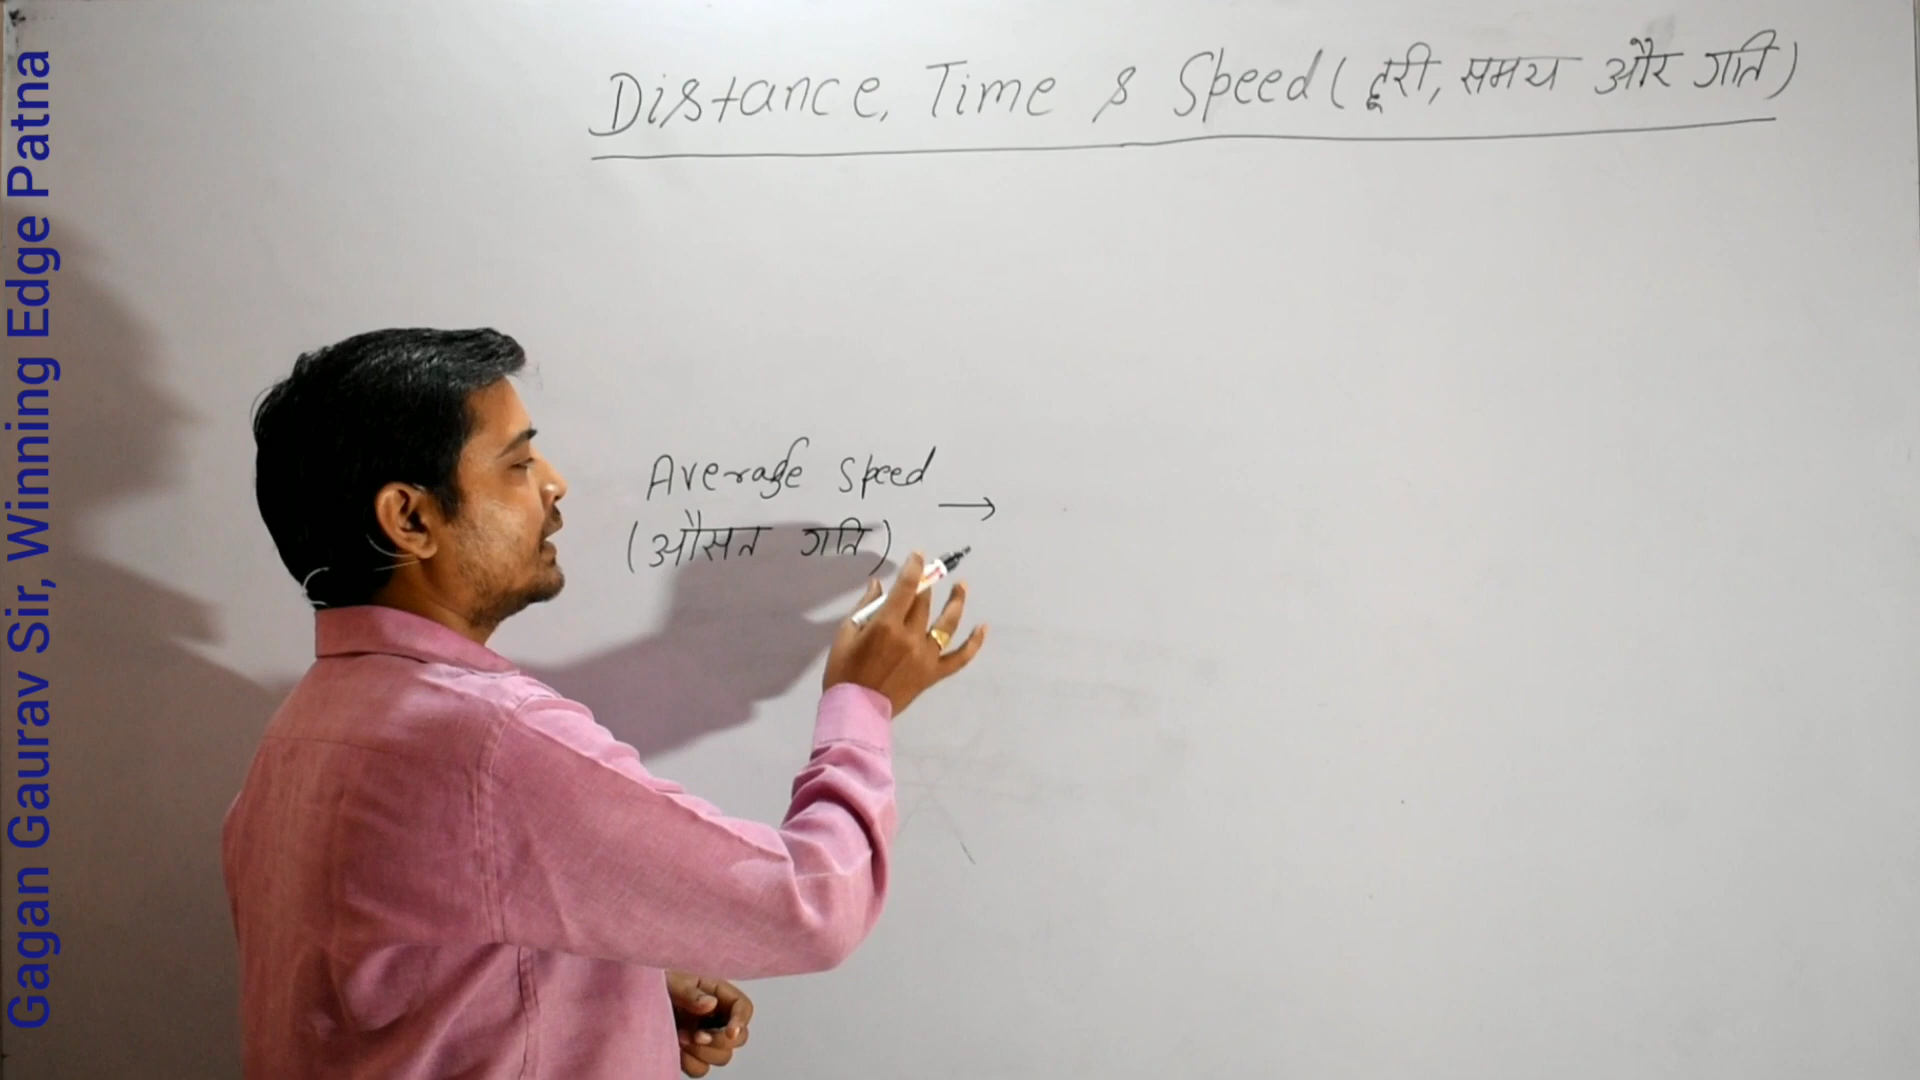 Gagan Gaurav Sir, Winning Edge Patna
Distance, Time & Speed (दूरी, समय और गति)
Average Speed →
(औसत गति)